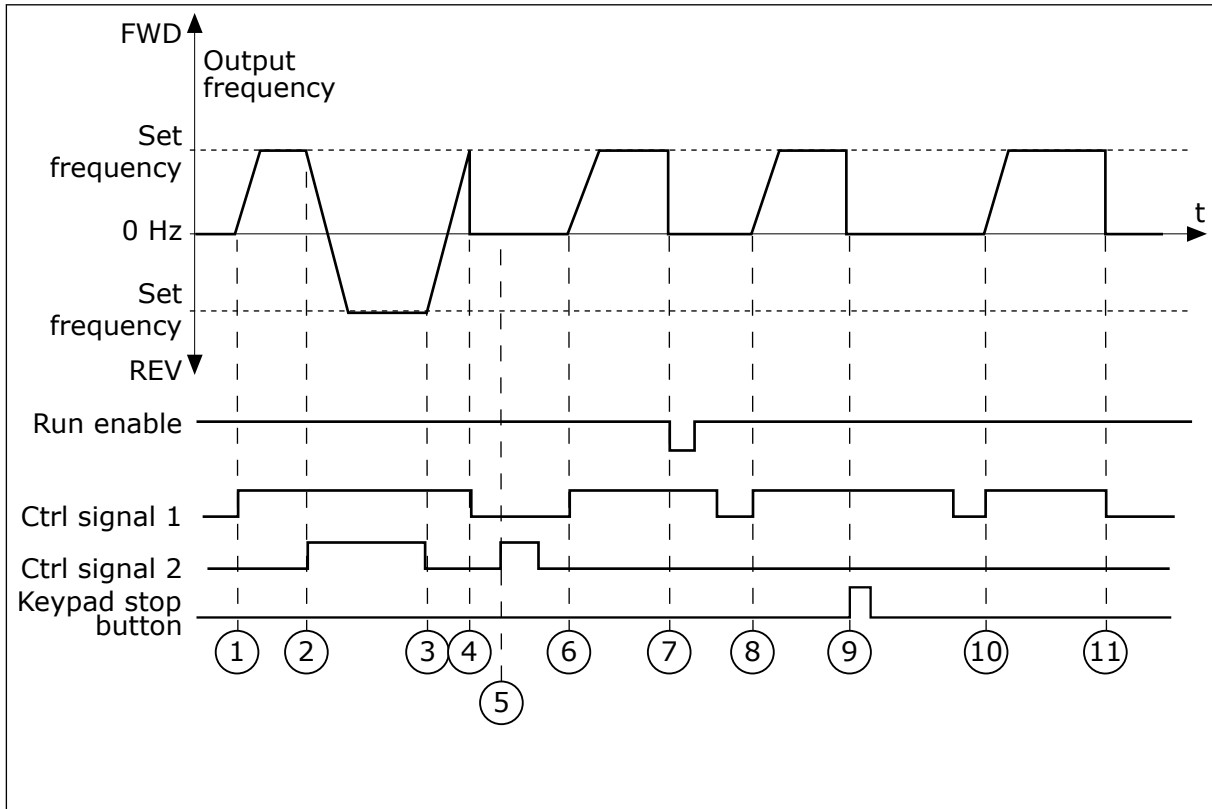 FWD
Output
frequency
Set
frequency
0 Hz
t
Set
frequency
REV
Run enable
Ctrl signal 1
Ctrl signal 2
Keypad stop
button
1 2 3 4 6 7 8 9 10 11
5